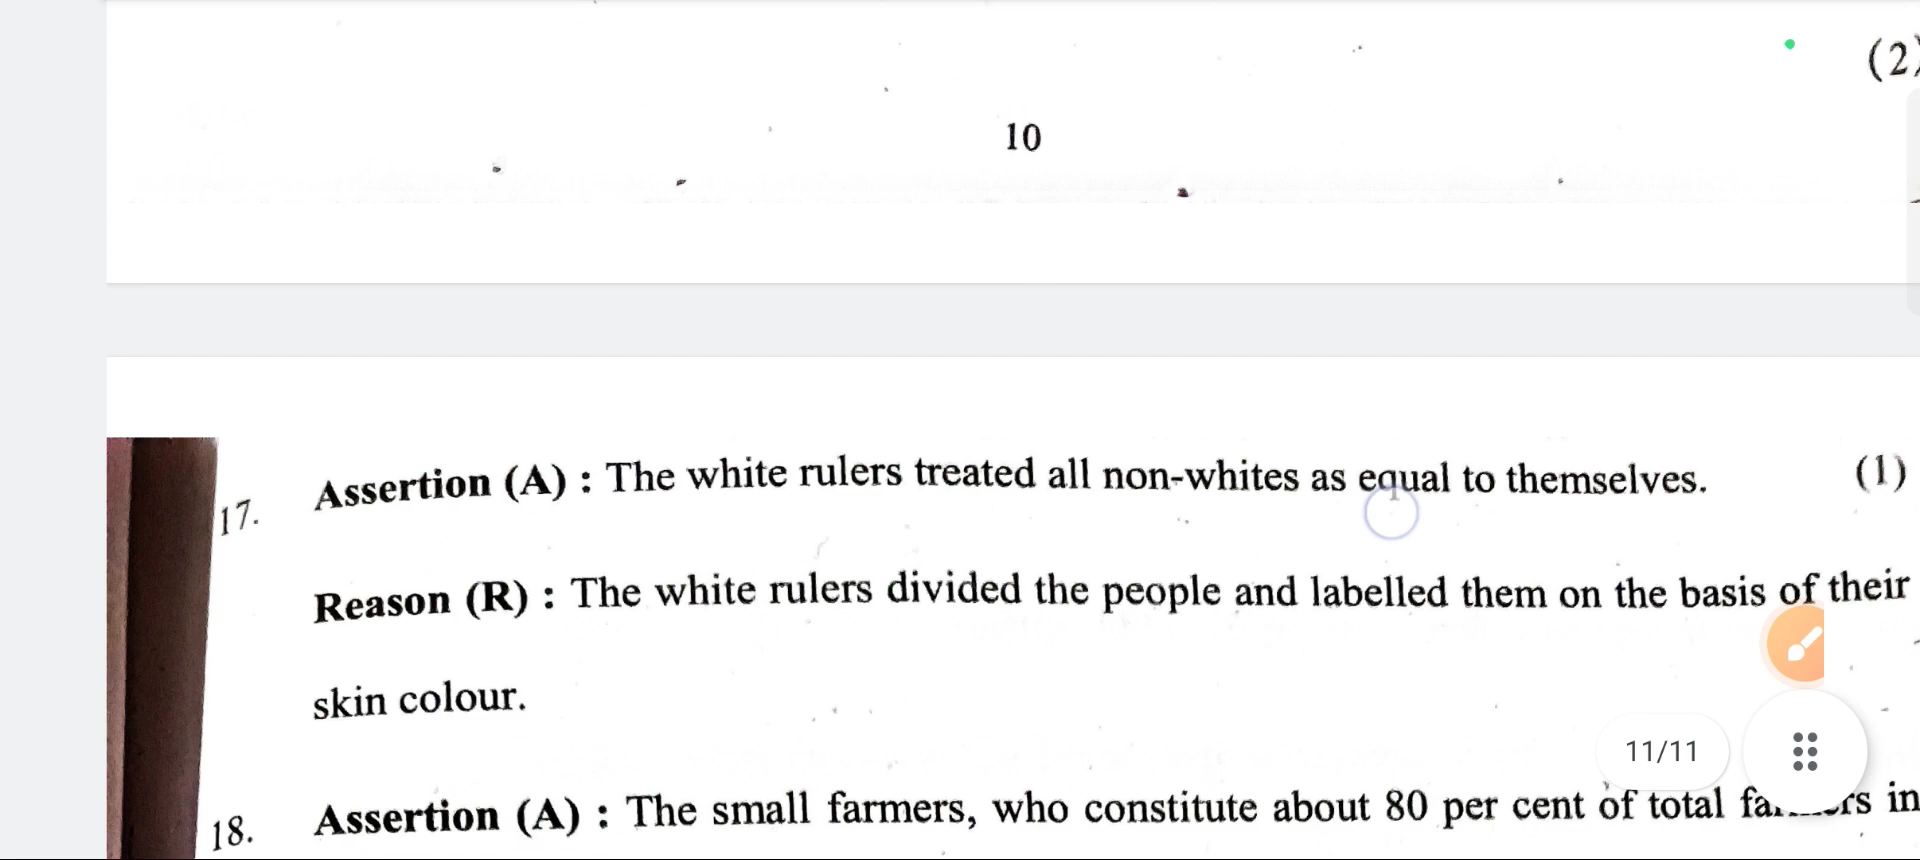 (2)
10
17. Assertion (A) : The white rulers treated all non-whites as equal to themselves. (1)
Reason (R) : The white rulers divided the people and labelled them on the basis of their
skin colour.
11/11
18. Assertion (A) : The small farmers, who constitute about 80 per cent of total in